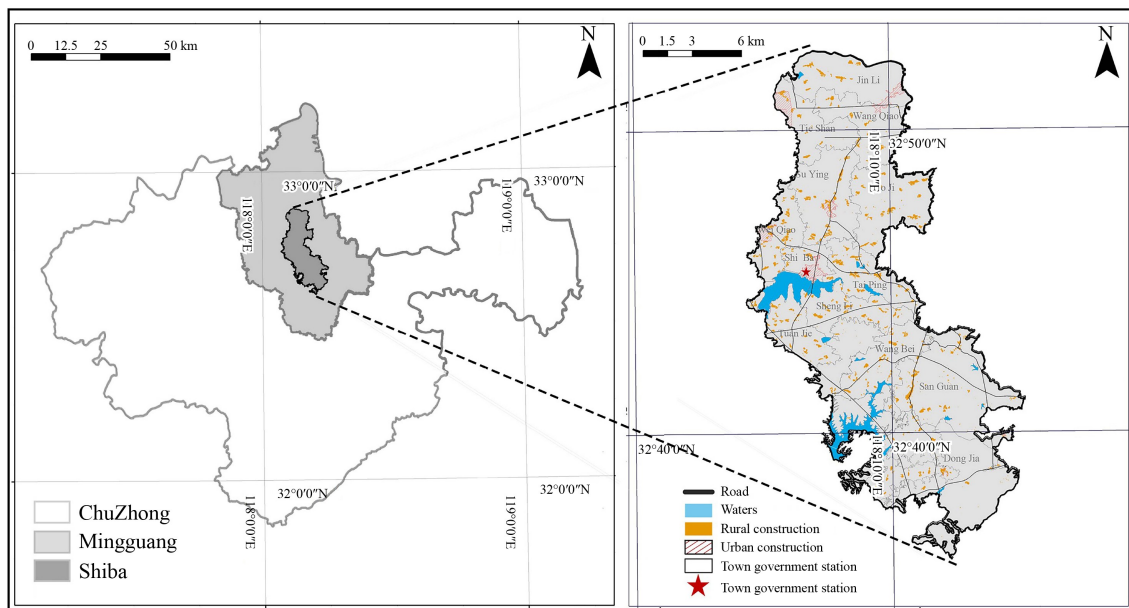 0 12.5 25 50 km
N
33°0′0″N
118°0′0″E
33°0′0″N
119°0′0″E
32°0′0″N
118°0′0″E
32°0′0″N
119°0′0″E
ChuZhong
Mingguang
Shiba
0 1.5 3 6 km
N
Jin Li
Wang Qiao
Tie Shan
118°10′0″E
32°50′0″N
Su Ying
Ji
Qiao
Shi Ba
Tai Ping
Sheng Li
Yuan Jie
Wang Bei
San Guan
32°40′0″N
118°10′0″E
32°40′0″N
Dong Jia
Road
Waters
Rural construction
Urban construction
Town government station
Town government station